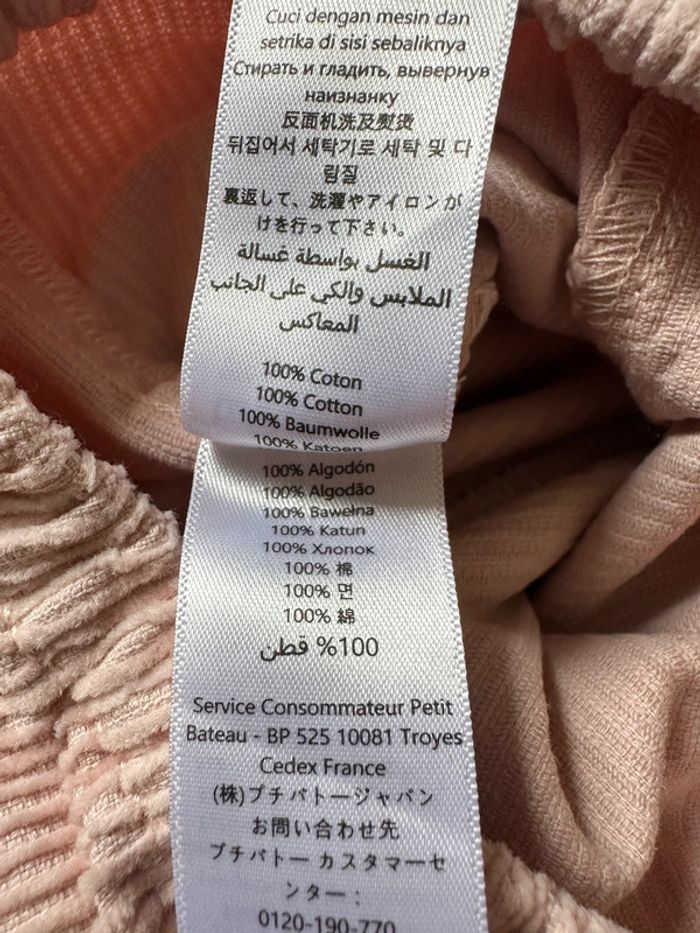 Cuci dengan mesin dan
setrika di sisi sebaliknya
Стирать и гладить, вывернув
наизнанку
反面机洗及熨烫
뒤집어서 세탁기로 세탁 및 다
림질
裏返して、洗濯やアイロンが
けを行って下さい。
الغسل بواسطة غسالة
الملابس والكي على الجانب
المعاكس
100% Coton
100% Cotton
100% Baumwolle
100% Katoen
100% Algodón
100% Algodão
100% Bawełna
100% Katun
100% Хлопок
100% 棉
100% 면
100% 綿
100% قطن
Service Consommateur Petit
Bateau - BP 525 10081 Troyes
Cedex France
(株)プチバトージャパン
お問い合わせ先
プチバトー カスタマーセ
ンター：
0120-190-770